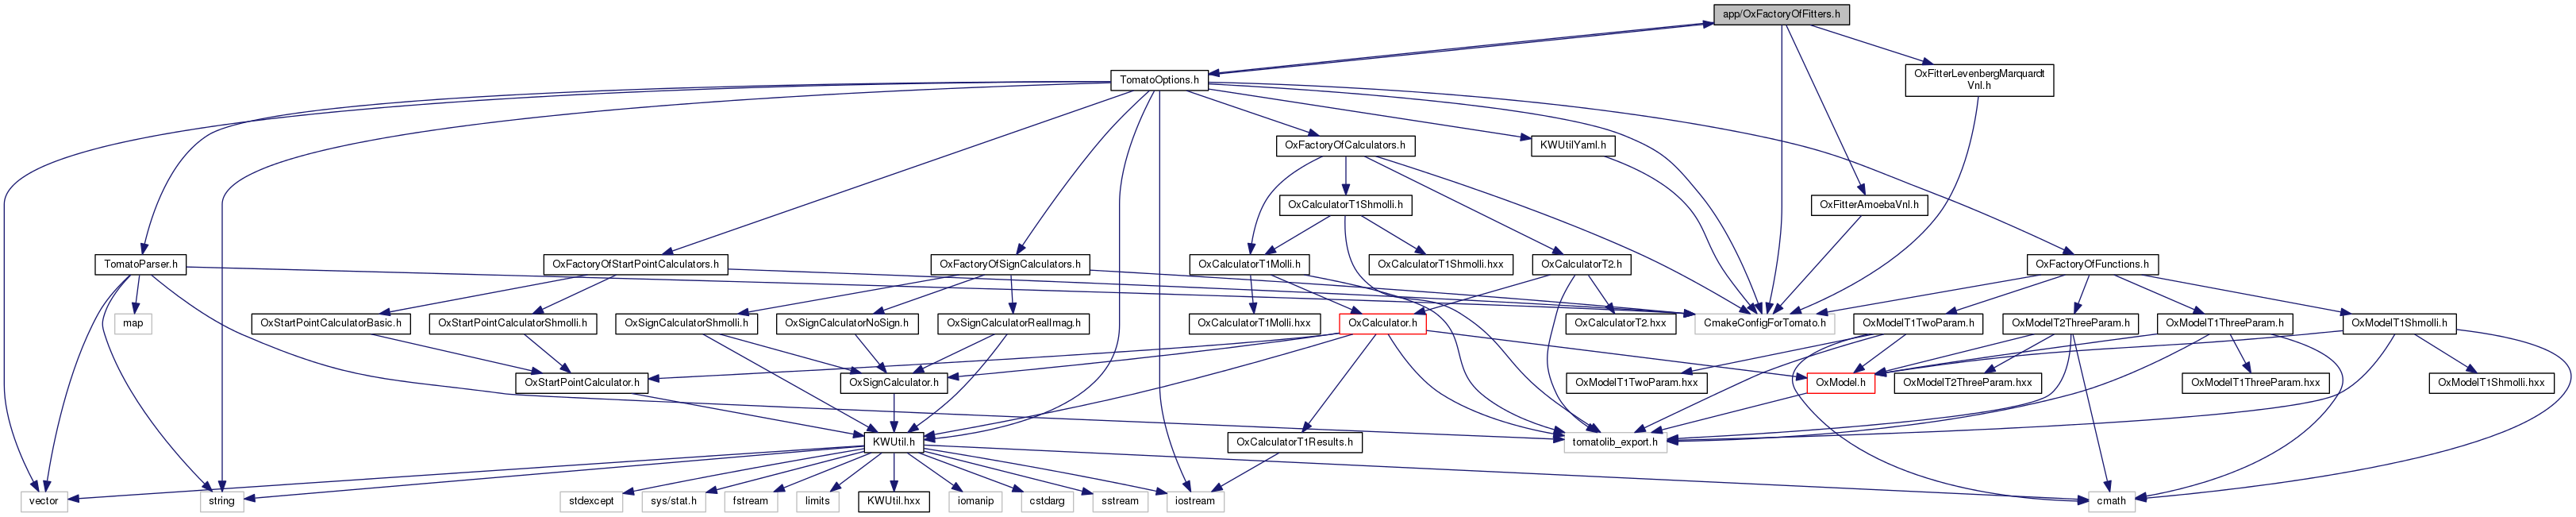 app/OxFactoryOfFitters.h
TomatoOptions.h
OxFitterLevenbergMarquardt
Vnl.h
OxFactoryOfCalculators.h
KWUtilYaml.h
OxCalculatorT1Shmolli.h
OxFitterAmoebaVnl.h
TomatoParser.h
OxFactoryOfStartPointCalculators.h
OxFactoryOfSignCalculators.h
OxCalculatorT1Molli.h
OxCalculatorT1Shmolli.hxx
OxCalculatorT2.h
OxFactoryOfFunctions.h
map
OxStartPointCalculatorBasic.h
OxStartPointCalculatorShmolli.h
OxSignCalculatorShmolli.h
OxSignCalculatorNoSign.h
OxSignCalculatorRealImag.h
OxCalculatorT1Molli.hxx
OxCalculator.h
OxCalculatorT2.hxx
CmakeConfigForTomato.h
OxModelT1TwoParam.h
OxModelT2ThreeParam.h
OxModelT1ThreeParam.h
OxModelT1Shmolli.h
OxStartPointCalculator.h
OxSignCalculator.h
OxModelT1TwoParam.hxx
OxModel.h
OxModelT2ThreeParam.hxx
OxModelT1ThreeParam.hxx
OxModelT1Shmolli.hxx
KWUtil.h
OxCalculatorT1Results.h
tomatolib_export.h
vector
string
stdexcept
sys/stat.h
fstream
limits
KWUtil.hxx
iomanip
cstdarg
sstream
iostream
cmath